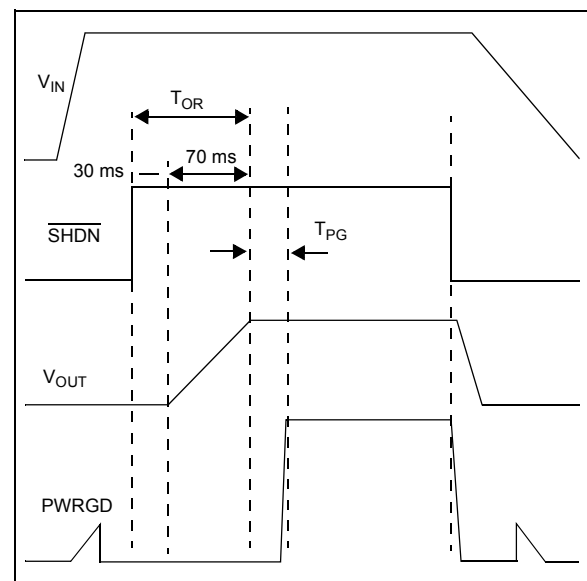 V_IN
T_OR
30 ms
70 ms
SHDN
T_PG
V_OUT
PWRGD